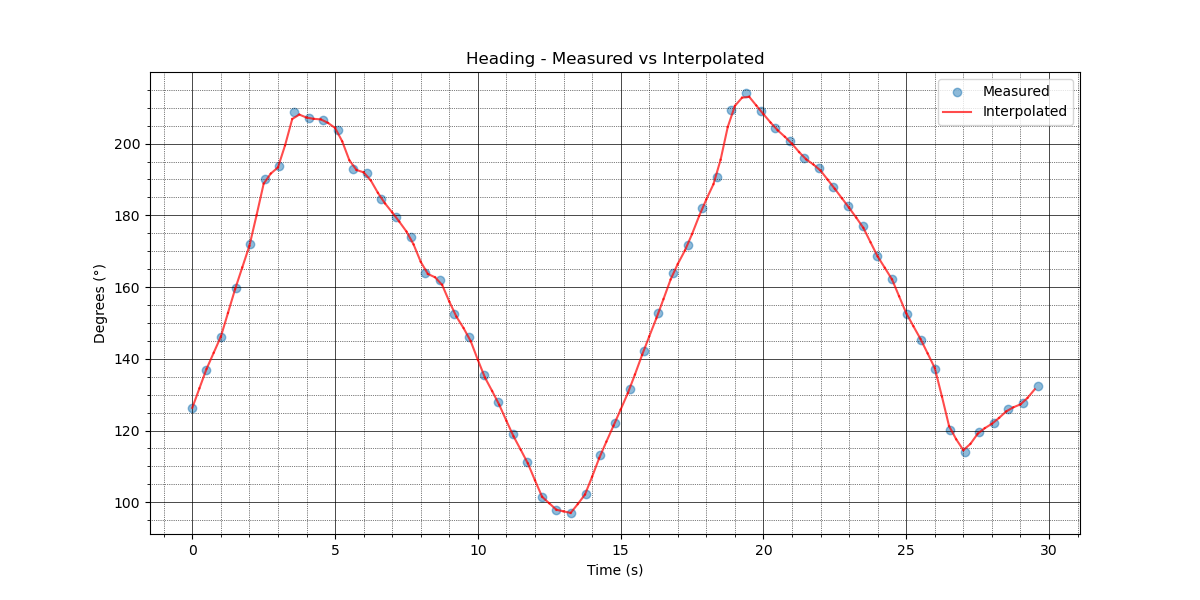 Heading - Measured vs Interpolated
Measured
Interpolated
Degrees (°)
200
180
160
140
120
100
0 5 10 15 20 25 30
Time (s)